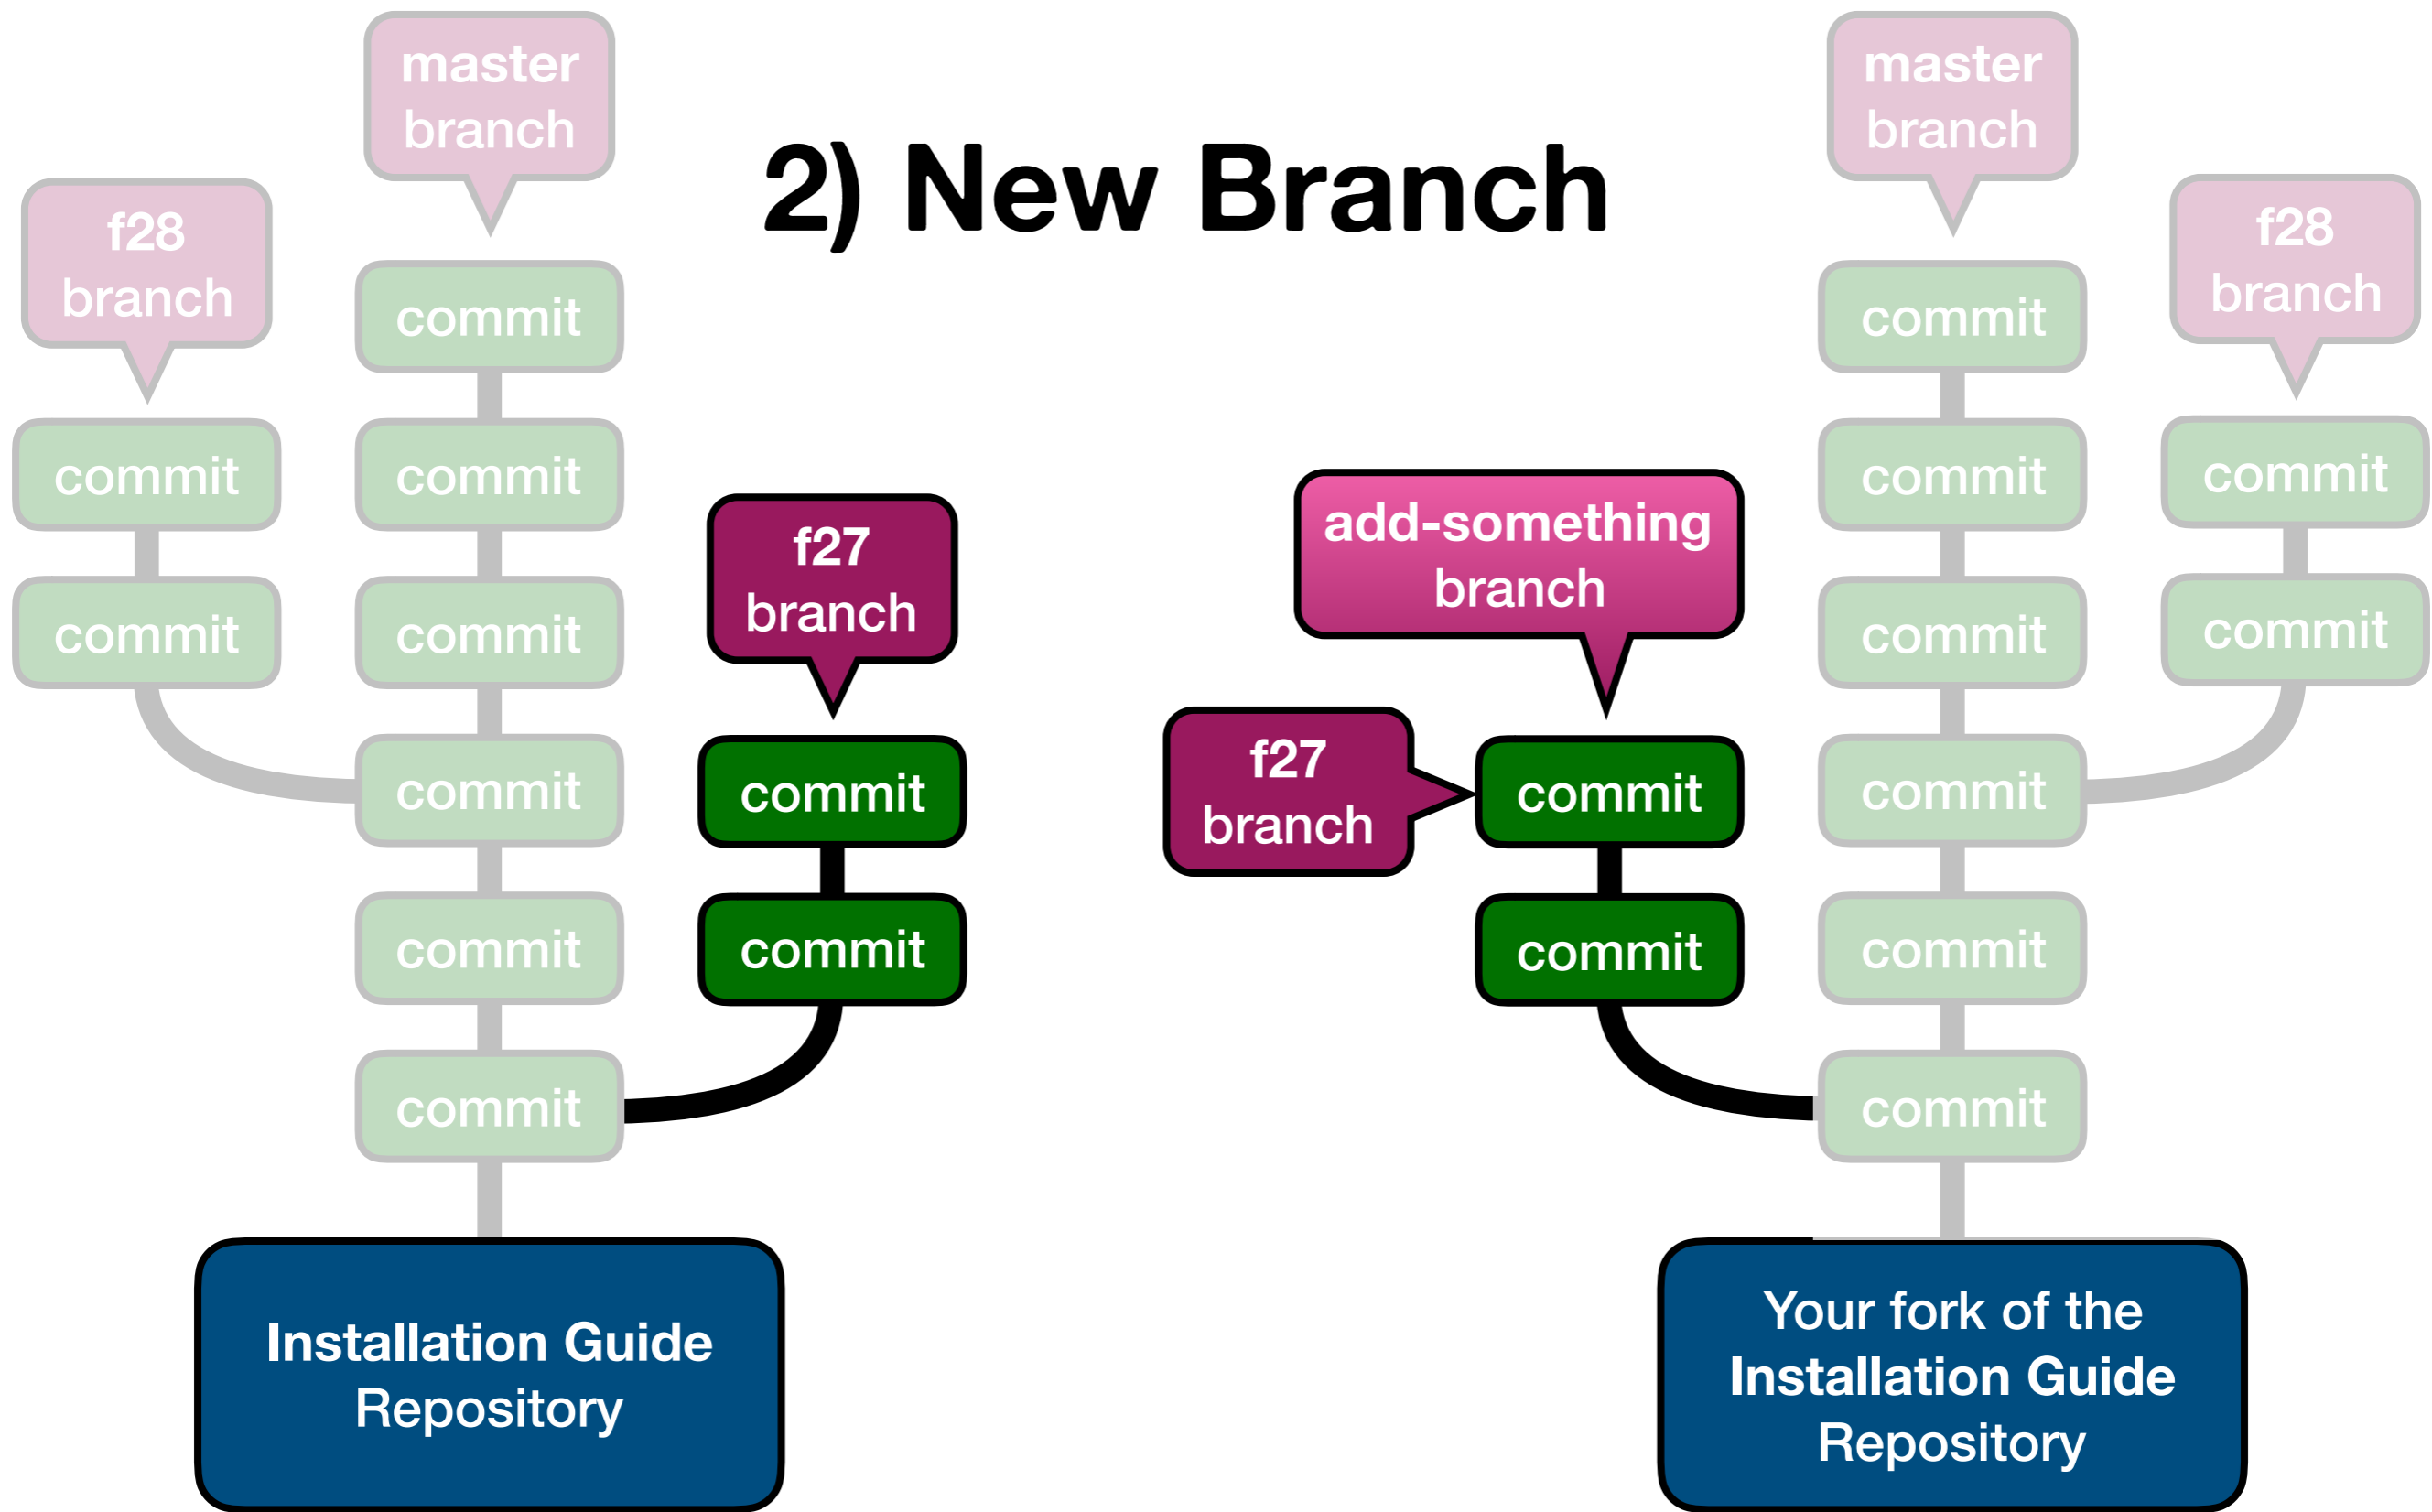 2) New Branch
master
branch
f28
branch
commit
commit
commit
commit
commit
commit
commit
commit
f27
branch
commit
commit
Installation Guide
Repository
add-something
branch
f27
branch
commit
commit
master
branch
f28
branch
commit
commit
commit
commit
commit
commit
commit
commit
Your fork of the
Installation Guide
Repository